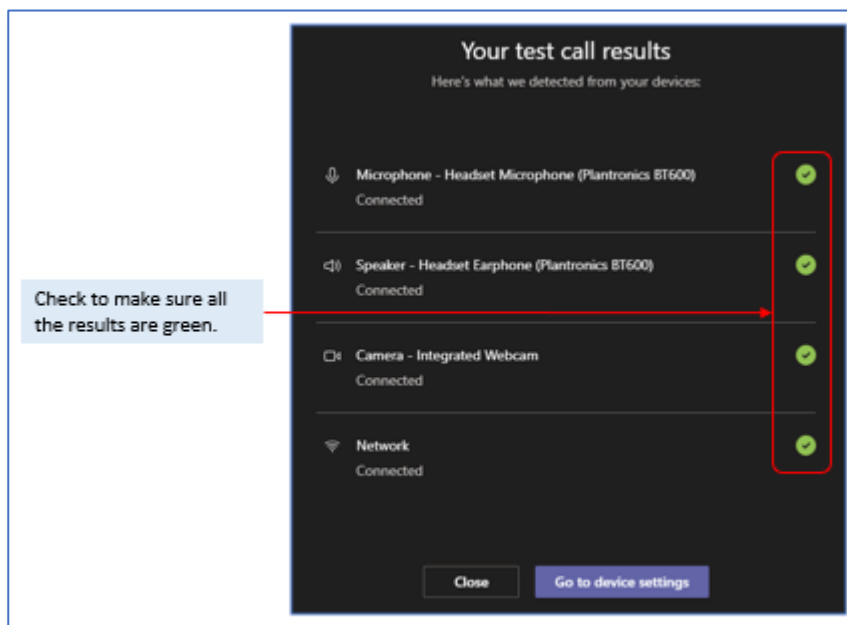 Your test call results
Here's what we detected from your devices:
Microphone - Headset Microphone (Plantronics BT600)
Connected
Speaker - Headset Earphone (Plantronics BT600)
Connected
Check to make sure all
the results are green.
Camera - Integrated Webcam
Connected
Network
Connected
Close
Go to device settings